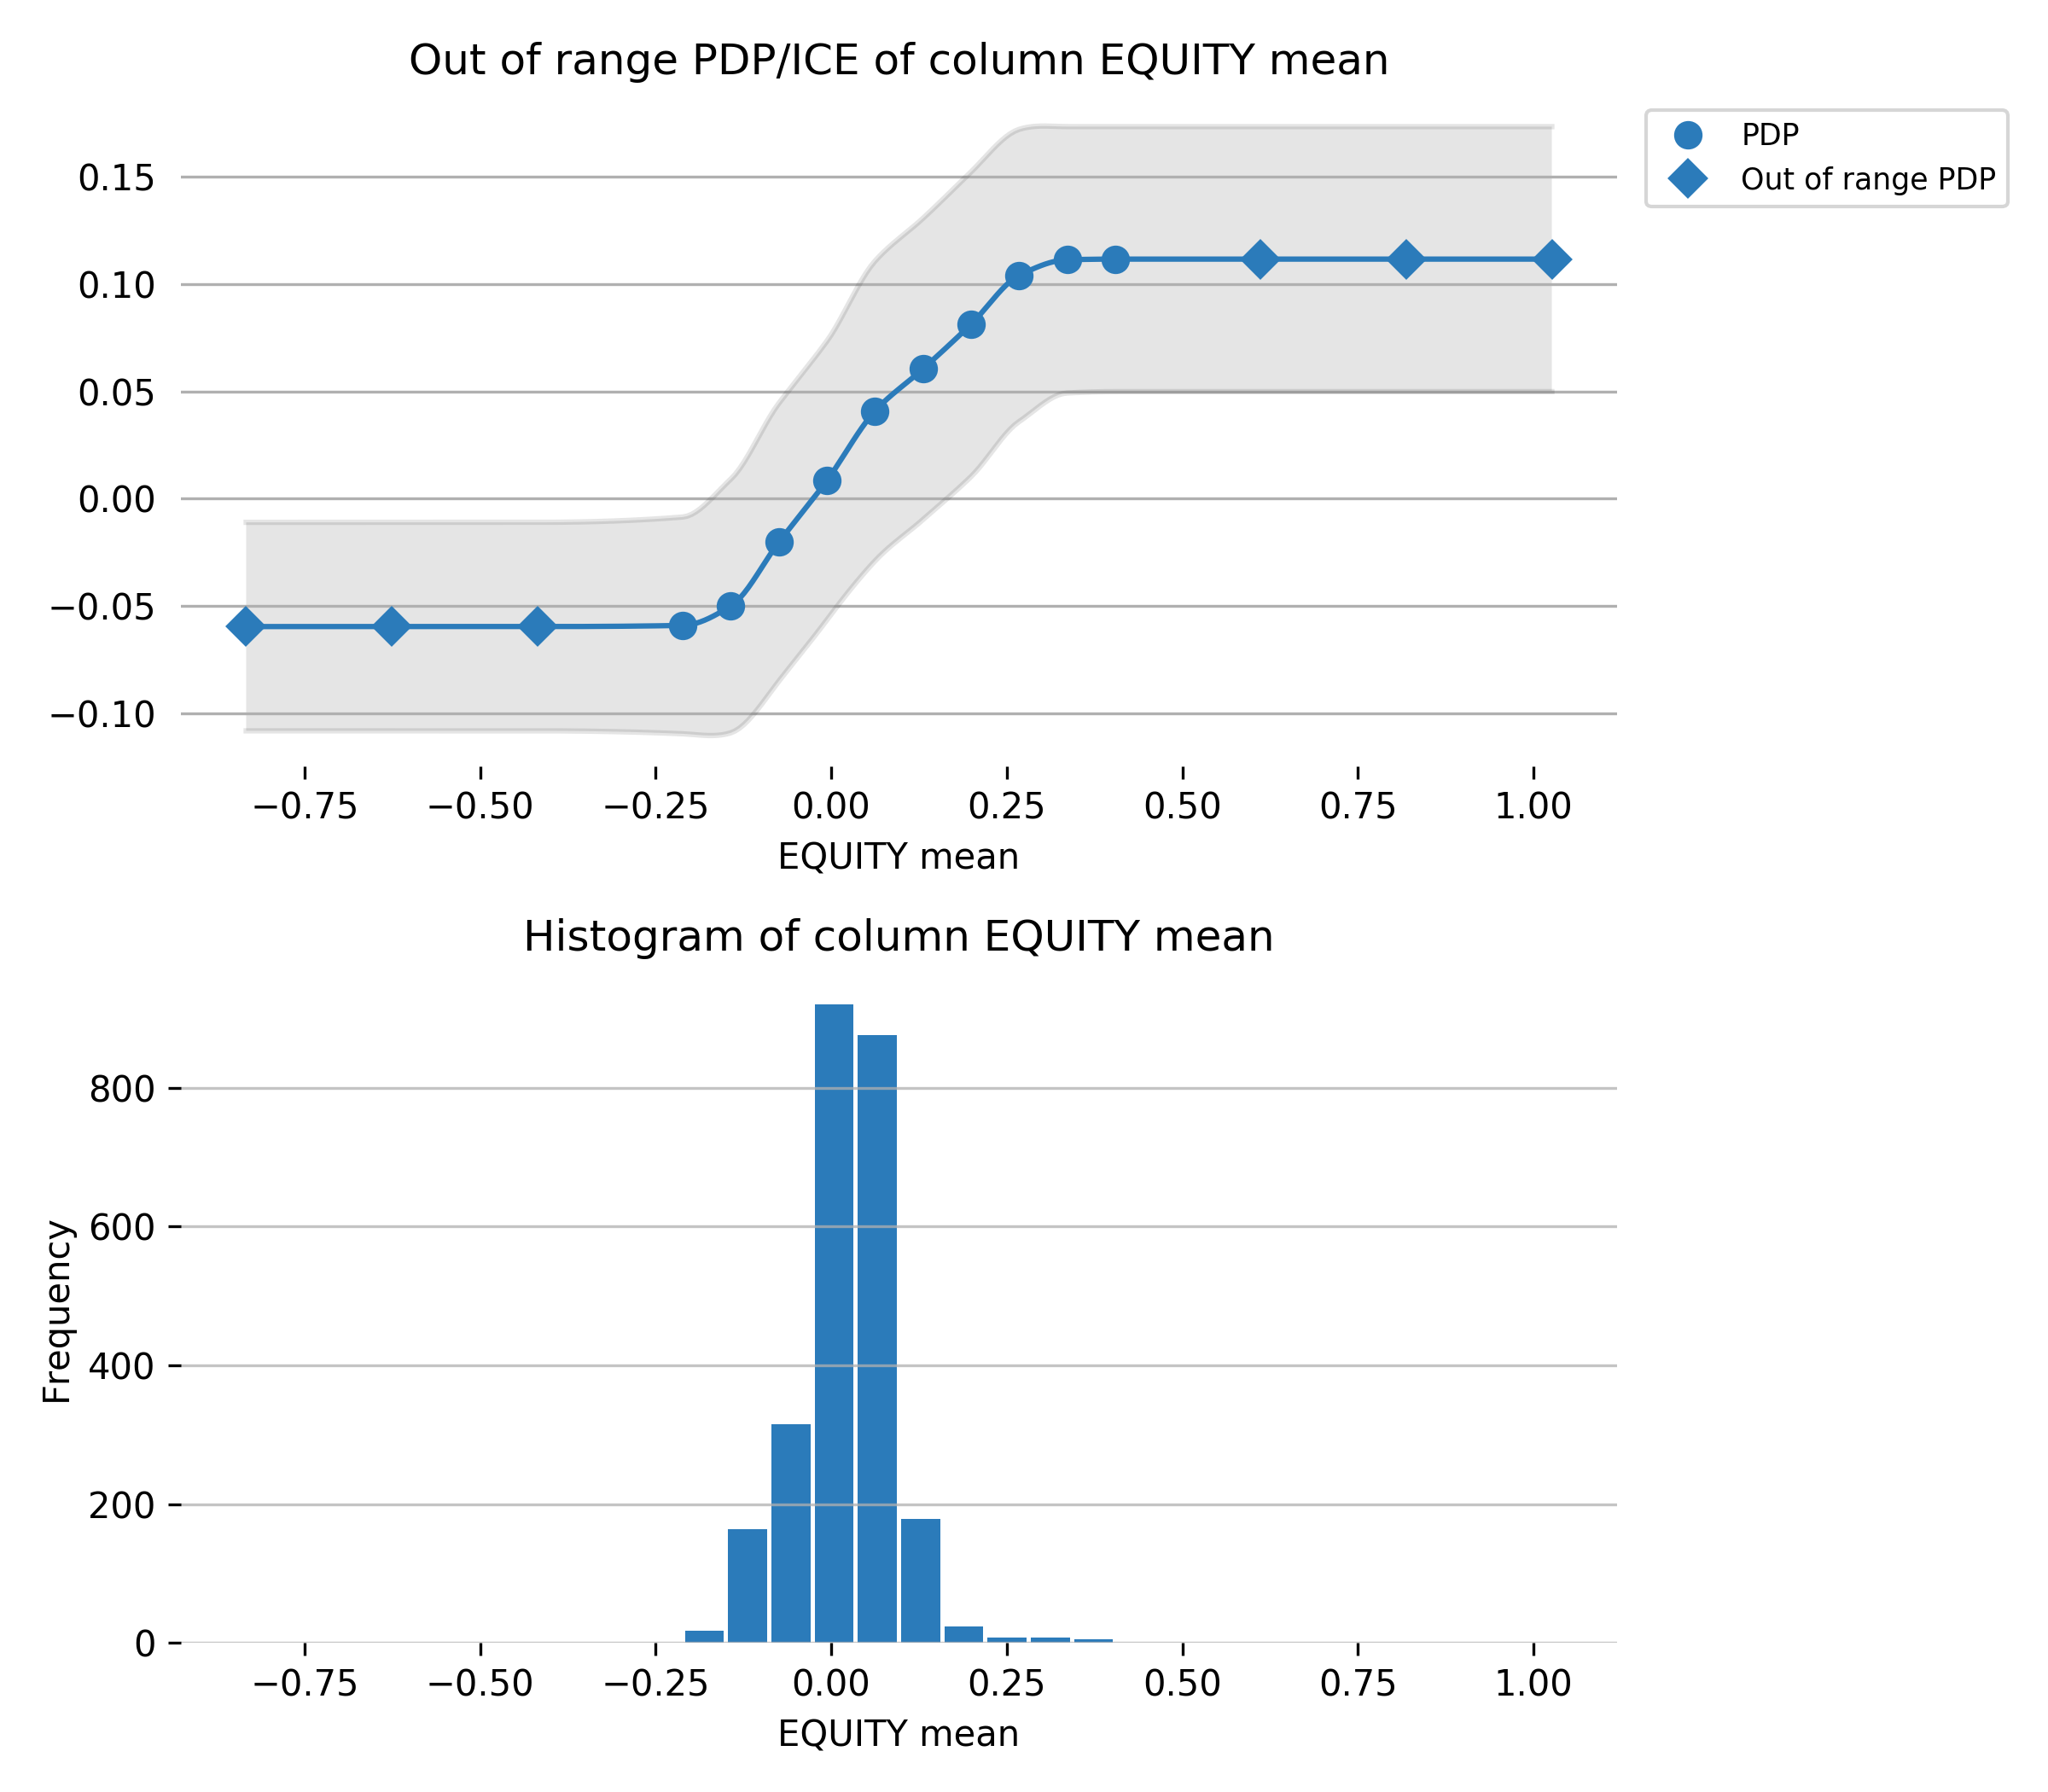 Out of range PDP/ICE of column EQUITY mean
PDP
Out of range PDP
0.15
0.10
0.05
0.00
−0.05
−0.10
−0.75 −0.50 −0.25 0.00 0.25 0.50 0.75 1.00
EQUITY mean
Histogram of column EQUITY mean
Frequency
800
600
400
200
0
−0.75 −0.50 −0.25 0.00 0.25 0.50 0.75 1.00
EQUITY mean